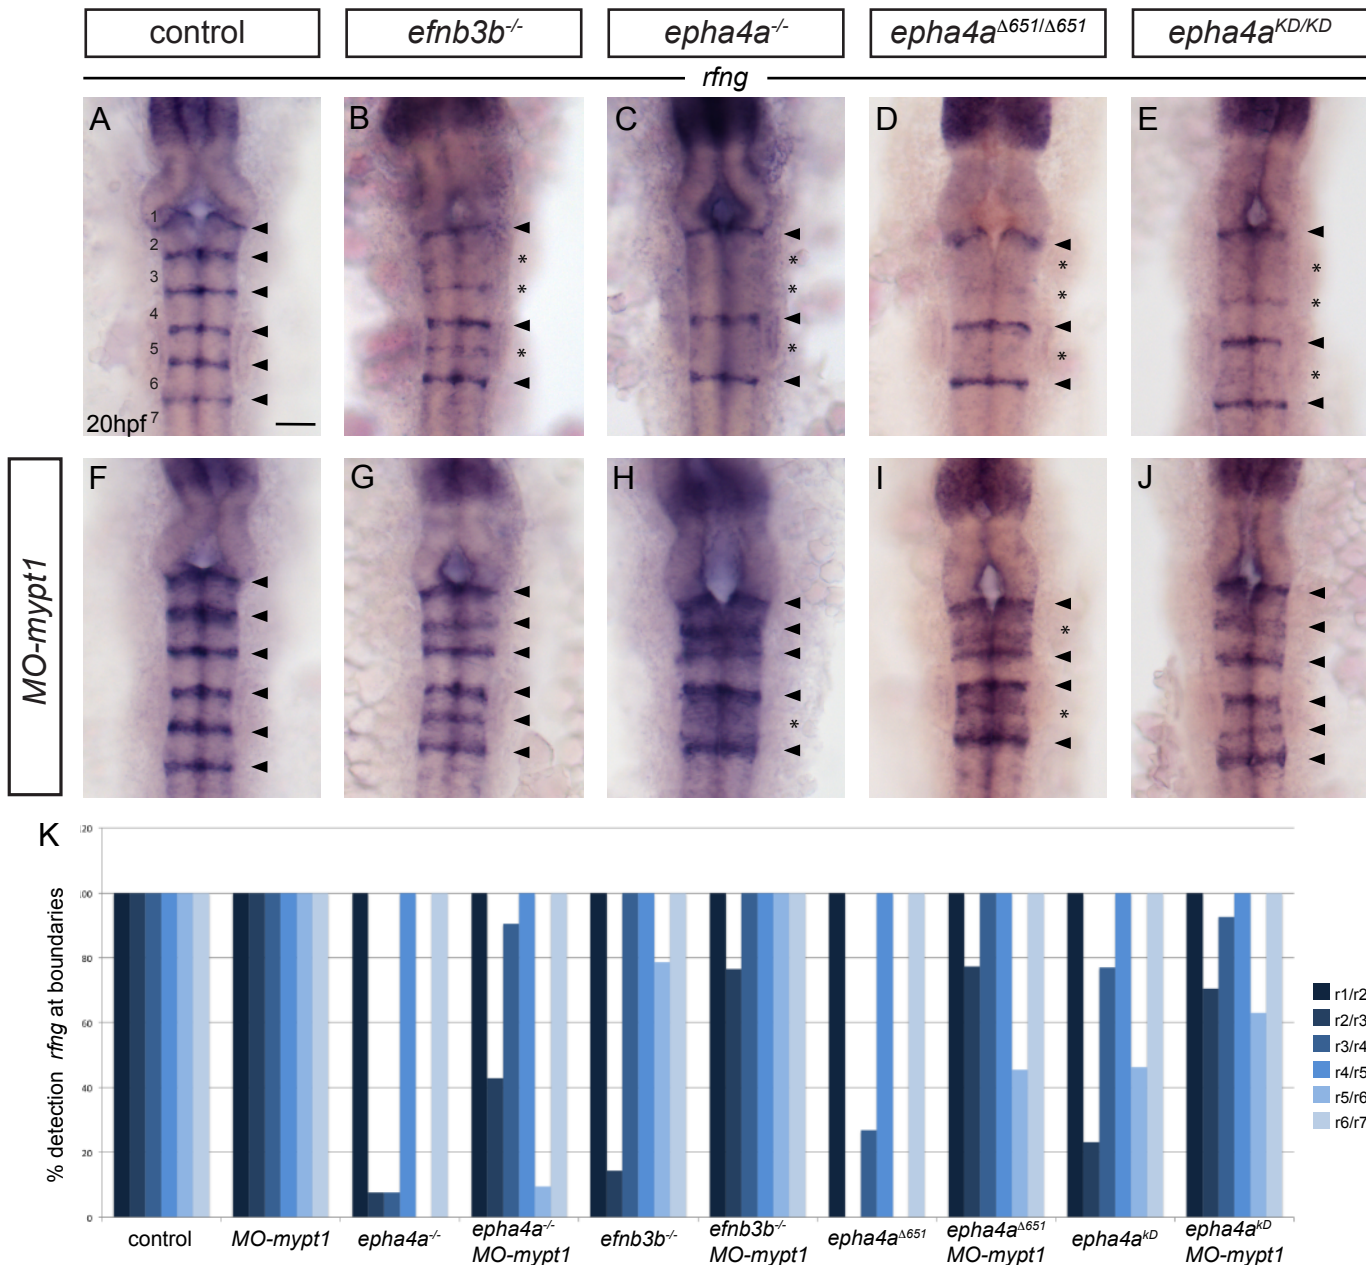 control
efnb3b-/-
epha4a-/-
epha4aΔ651/Δ651
epha4aKD/KD
rfng
A
B
C
D
E
1
2
3
4
5
6
7
20hpf
*
*
*
*
*
*
*
*
*
*
*
*
MO-mypt1
F
G
H
I
J
*
*
*
K
% detection rfng at boundaries
20
100
80
60
40
20
0
control
MO-mypt1
epha4a-/-
epha4a-/-
MO-mypt1
efnb3b-/-
efnb3b-/-
MO-mypt1
epha4aΔ651
epha4aΔ651
MO-mypt1
epha4akD
epha4akD
MO-mypt1
r1/r2
r2/r3
r3/r4
r4/r5
r5/r6
r6/r7